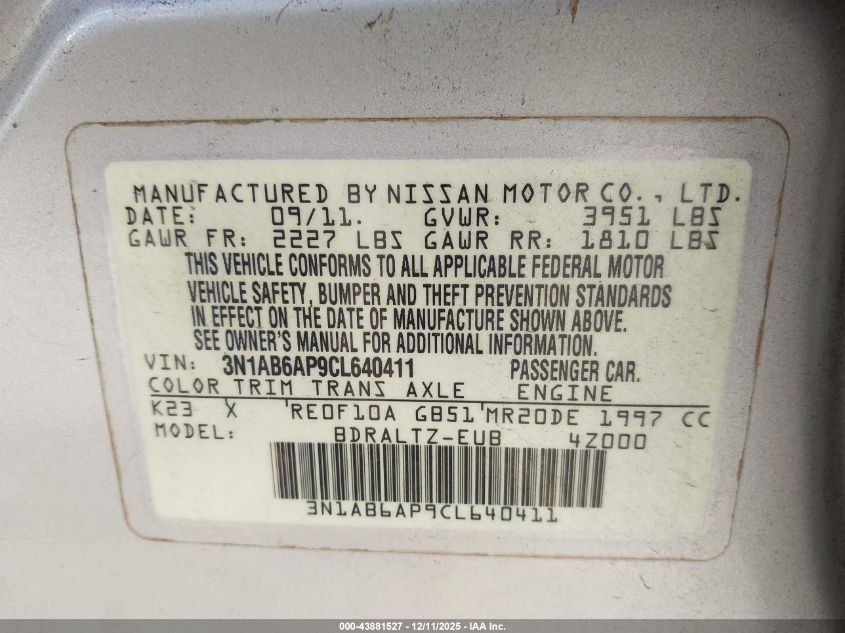 MANUFACTURED BY NISSAN MOTOR CO., LTD.
DATE: 09/11. GVWR: 3951 LBS
GAWR FR: 2227 LBS GAWR RR: 1810 LBS
THIS VEHICLE CONFORMS TO ALL APPLICABLE FEDERAL MOTOR
VEHICLE SAFETY, BUMPER AND THEFT PREVENTION STANDARDS
IN EFFECT ON THE DATE OF MANUFACTURE SHOWN ABOVE.
SEE OWNER'S MANUAL FOR ADDITIONAL INFORMATION.
VIN: 3N1AB6AP9CL640411 PASSENGER CAR.
COLOR TRIM TRANS AXLE ENGINE
K23 X 'RE0F10A GB51'MR20DE 1997 CC
MODEL: BDRALTZ-EUB 4Z000
3N1AB6AP9CL640411
000-43881527 - 12/11/2025 - IAA Inc.